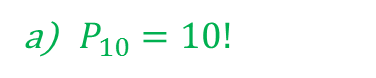 a) P₁₀ = 10!